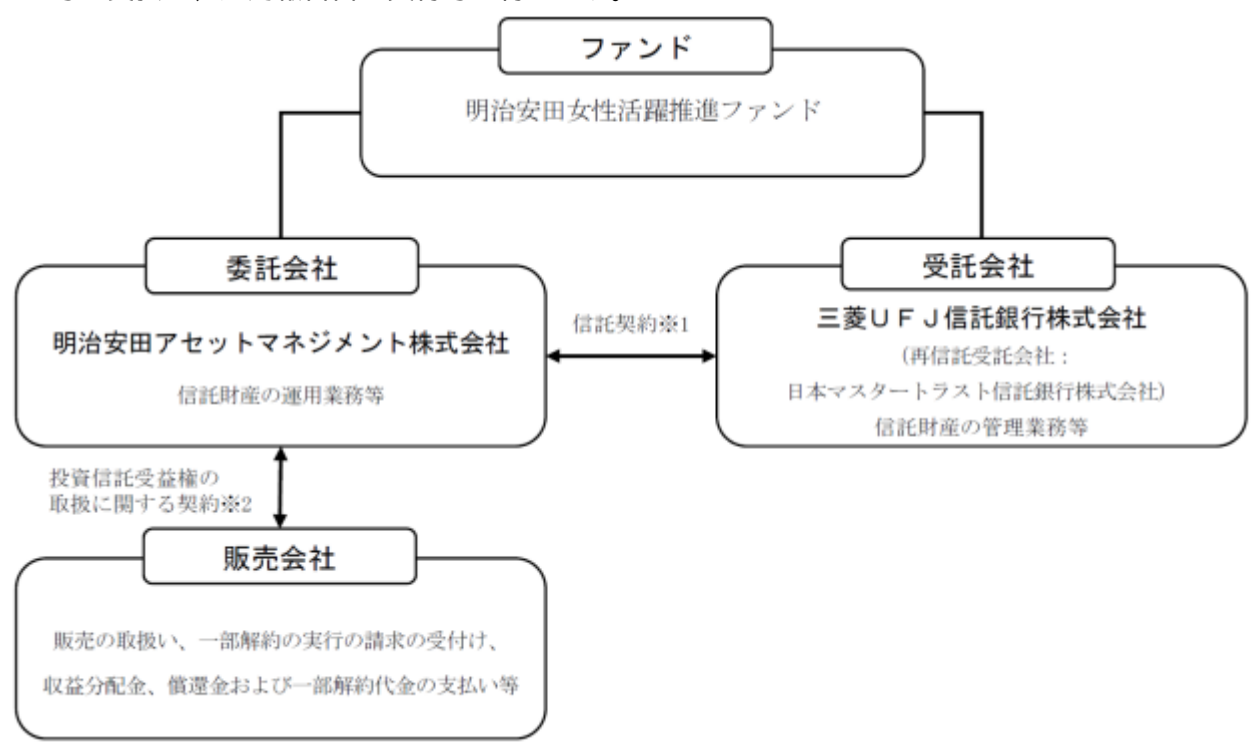 ファンド
明治安田女性活躍推進ファンド
委託会社
明治安田アセットマネジメント株式会社
信託財産の運用業務等
信託契約※1
受託会社
三菱ＵＦＪ信託銀行株式会社
（再信託受託会社：
日本マスタートラスト信託銀行株式会社）
信託財産の管理業務等
投資信託受益権の
取扱に関する契約※2
販売会社
販売の取扱い、一部解約の実行の請求の受付け、
収益分配金、償還金および一部解約代金の支払い等